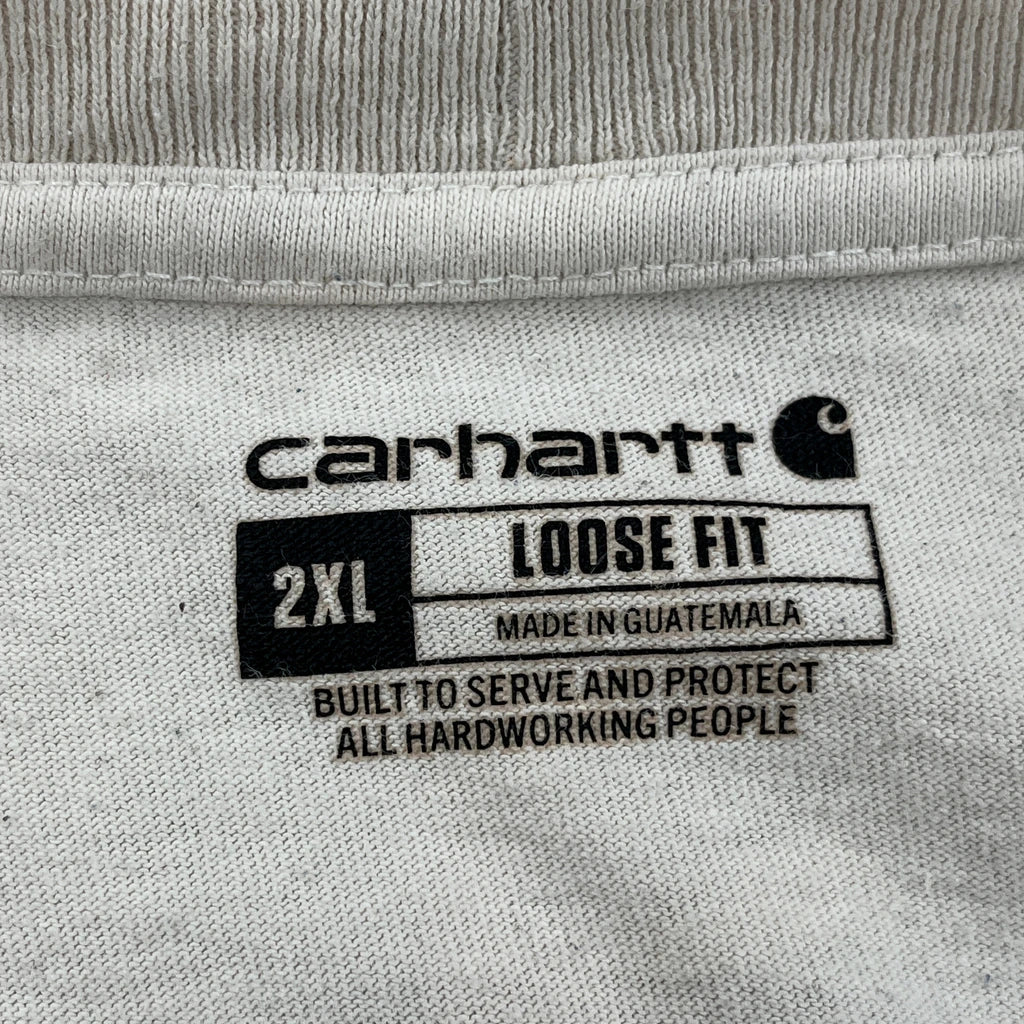 carhartt
2XL
LOOSE FIT
MADE IN GUATEMALA
BUILT TO SERVE AND PROTECT
ALL HARDWORKING PEOPLE